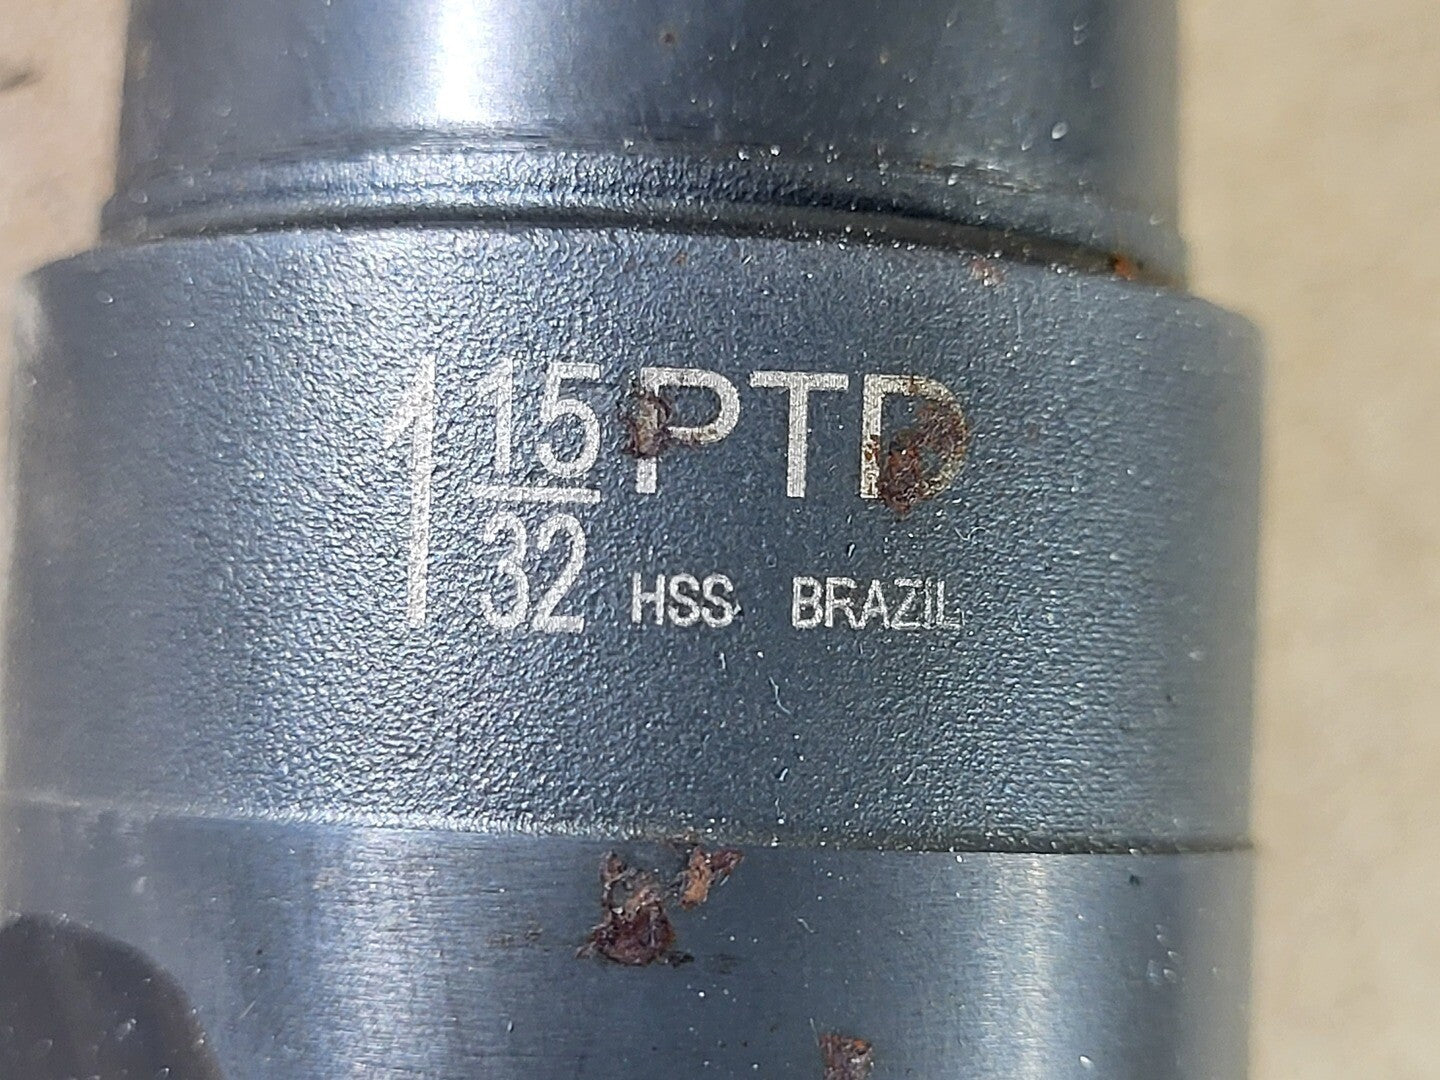 1 15/32 PTD
HSS BRAZIL